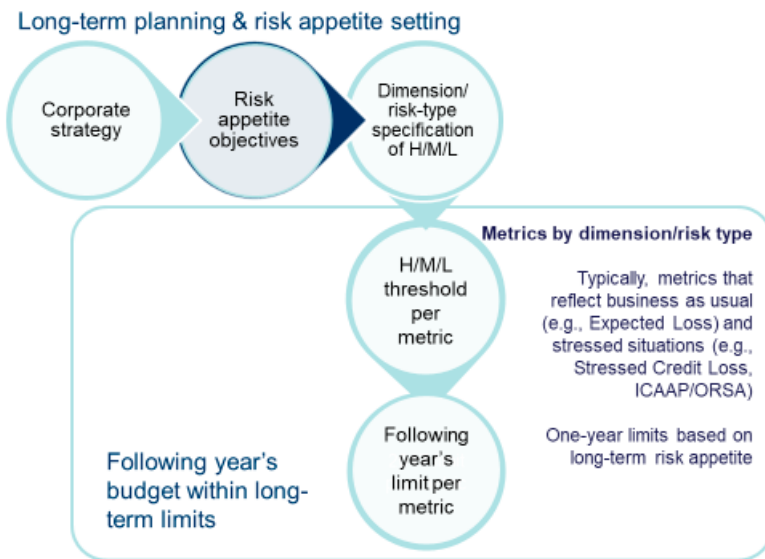 Long-term planning & risk appetite setting
Corporate
strategy
Risk
appetite
objectives
Dimension/
risk-type
specification
of H/M/L
H/M/L
threshold
per
metric
Metrics by dimension/risk type
Typically, metrics that
reflect business as usual
(e.g., Expected Loss) and
stressed situations (e.g.,
Stressed Credit Loss,
ICAAP/ORSA)
One-year limits based on
long-term risk appetite
Following
year's
limit per
metric
Following year's
budget within long-
term limits